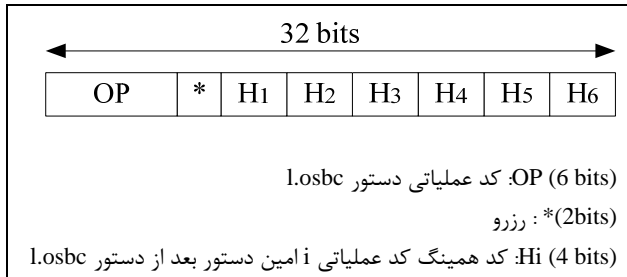 32 bits
OP * H1 H2 H3 H4 H5 H6
OP (6 bits): کد عملیاتی دستور l.osbc
*(2bits) : رزرو
Hi (4 bits): کد همینگ کد عملیاتی i امین دستور بعد از دستور l.osbc